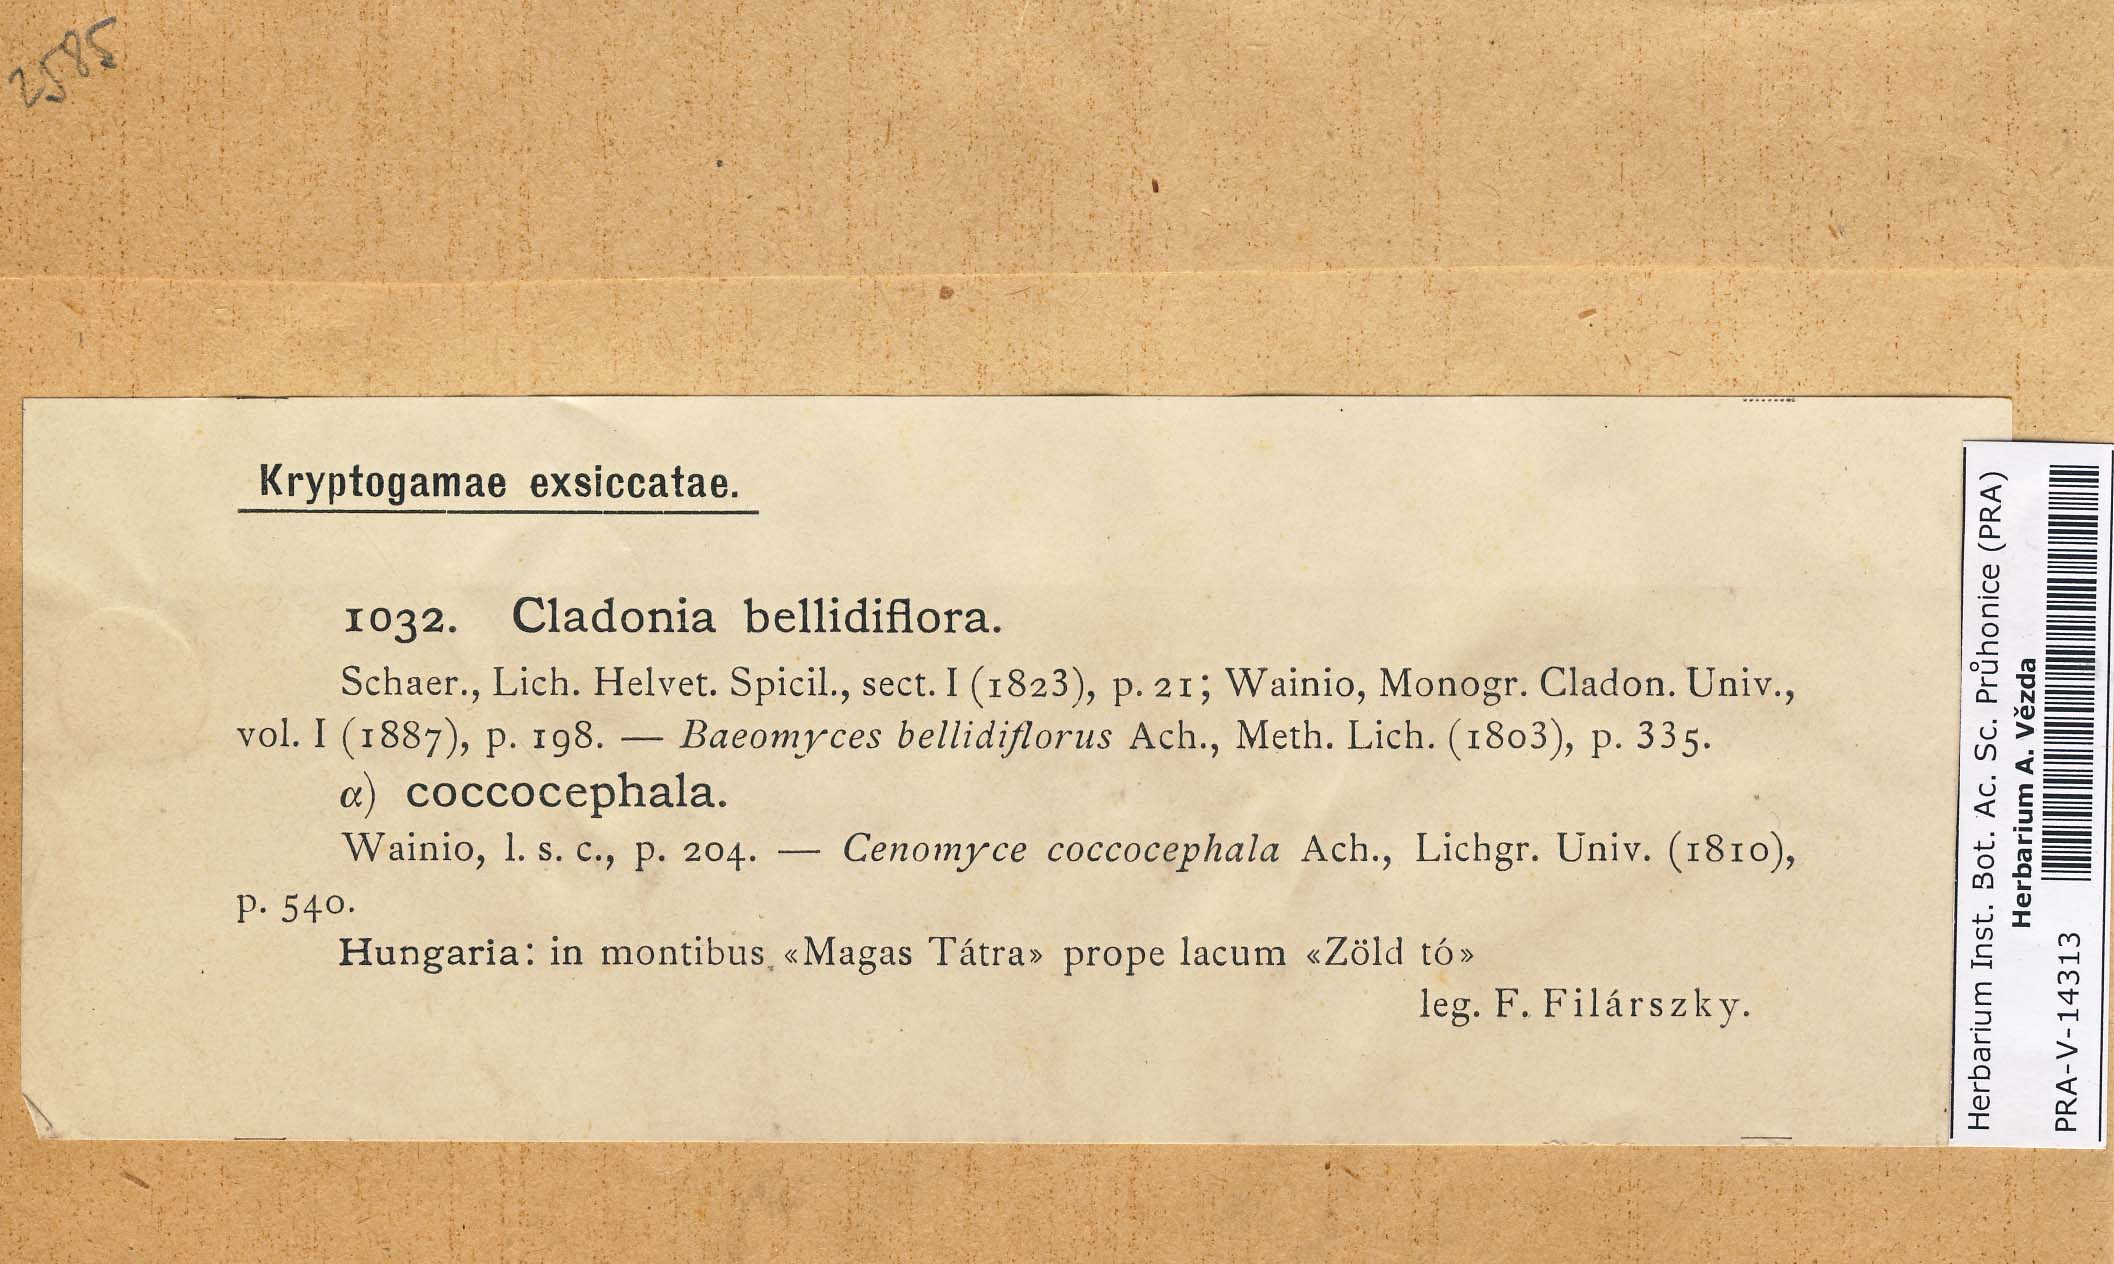 2585
Kryptogamae exsiccatae.
1032. Cladonia bellidiflora.
Schaer., Lich. Helvet. Spicil., sect. I (1823), p. 21; Wainio, Monogr. Cladon. Univ.,
vol. I (1887), p. 198. — Baeomyces bellidiflorus Ach., Meth. Lich. (1803), p. 335.
α) coccocephala.
Wainio, l. s. c., p. 204. — Cenomyce coccocephala Ach., Lichgr. Univ. (1810),
p. 540.
Hungaria: in montibus «Magas Tátra» prope lacum «Zöld tó»
leg. F. Filárszky.
Herbarium Inst. Bot. Ac. Sc. Průhonice (PRA)
Herbarium A. Vězda
PRA-V-14313